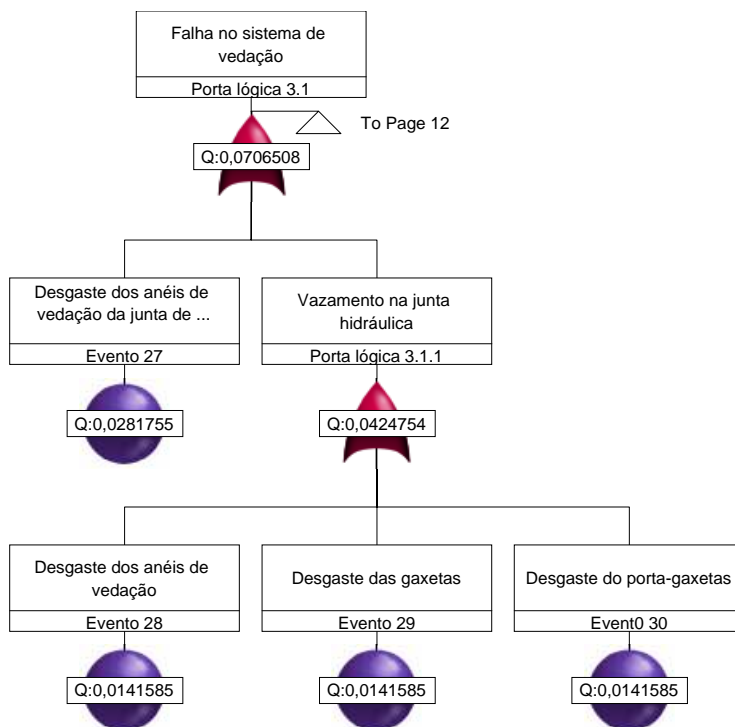 Falha no sistema de
vedação
Porta lógica 3.1
To Page 12
Q:0,0706508
Desgaste dos anéis de
vedação da junta de ...
Evento 27
Q:0,0281755
Vazamento na junta
hidráulica
Porta lógica 3.1.1
Q:0,0424754
Desgaste dos anéis de
vedação
Evento 28
Q:0,0141585
Desgaste das gaxetas
Evento 29
Q:0,0141585
Desgaste do porta-gaxetas
Event0 30
Q:0,0141585